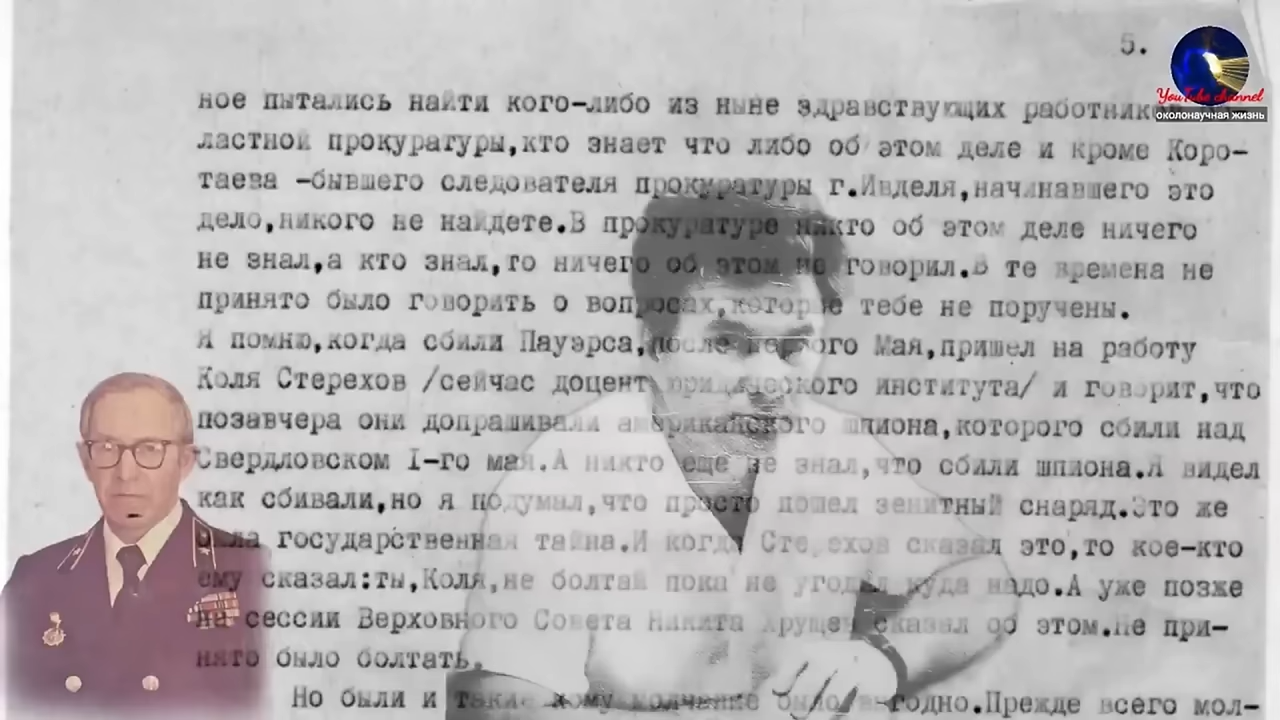 5.
YouTube channel
околонаучная жизнь
ное пытались найти кого-либо из ныне здравствующих работников
ластной прокуратуры,кто знает что либо об этом деле и кроме Коро-
таева -бывшего следователя прокуратуры г.Ивделя,начинавшего это
дело,никого не найдете.В прокуратуре никто об этом деле ничего
не знал,а кто знал,то ничего об этом не говорил.В те времена не
принято было говорить о вопросах,которые тебе не поручены.
Я помню,когда сбили Пауэрса,после первого Мая,пришел на работу
Коля Стерехов /сейчас доцент юридического института/ и говорит,что
позавчера они допрашивали американского шпиона,которого сбили над
Свердловском I-го мая.А никто еще не знал,что сбили шпиона.Я видел
как сбивали,но я подумал,что просто пошел зенитный снаряд.Это же
была государственная тайна.И когда Стерехов сказал это,то кое-кто
ему сказал:ты,Коля,не болтай пока не угодил куда надо.А уже позже
на сессии Верховного Совета Никита Хрущев сказал об этом.Не при-
нято было болтать.
Но были и такие кому молчание было выгодно.Прежде всего мол-